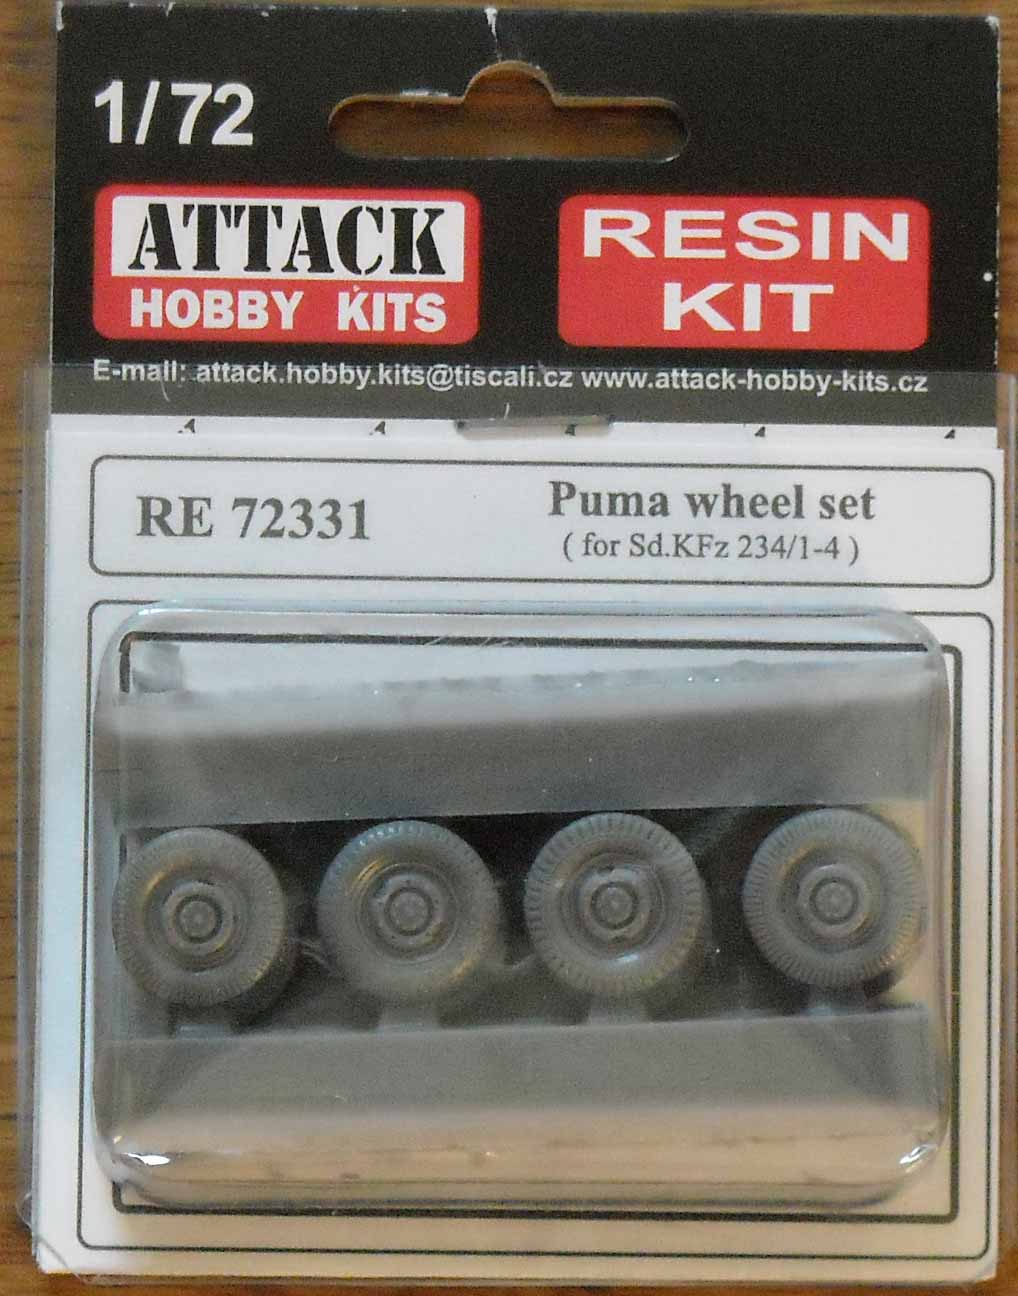 1/72
ATTACK
HOBBY KITS
RESIN
KIT
E-mail: attack.hobby.kits@tiscali.cz www.attack-hobby-kits.cz
RE 72331
Puma wheel set
( for Sd.KFz 234/1-4 )